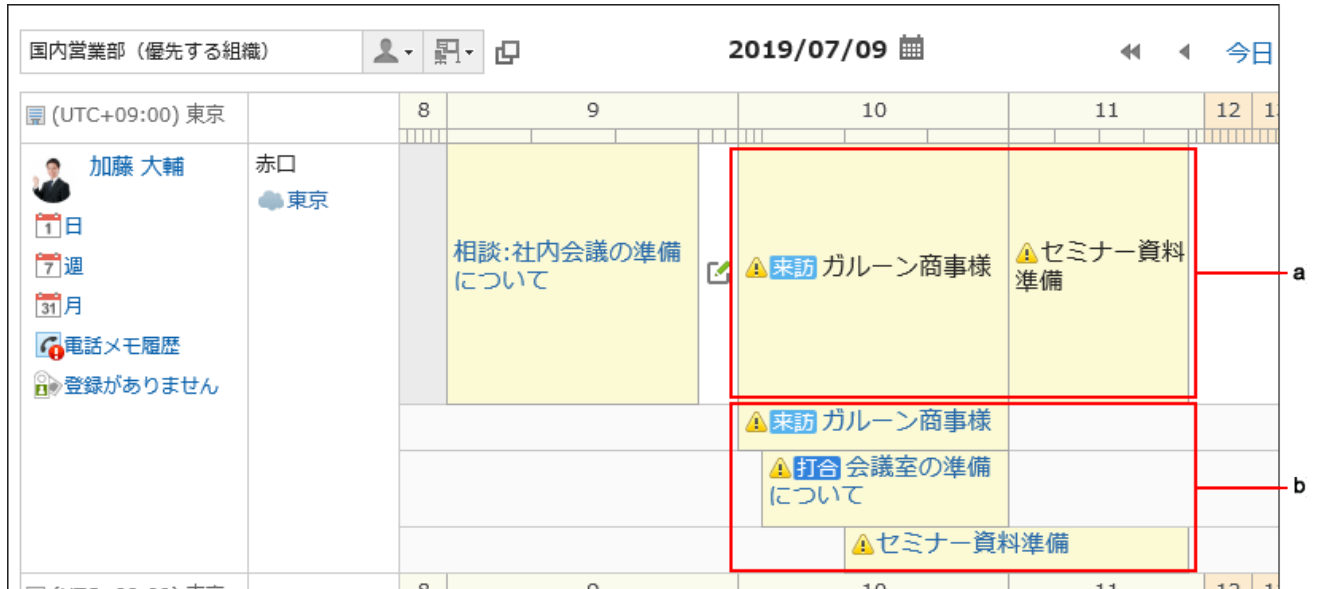 国内営業部（優先する組織）
2019/07/09
今日
(UTC+09:00) 東京
8 9 10 11 12
加藤 大輔
赤口
東京
1 日
7 週
31 月
電話メモ履歴
登録がありません
相談:社内会議の準備
について
来訪 ガルーン商事様
セミナー資料
準備
a
来訪 ガルーン商事様
打合 会議室の準備
について
セミナー資料準備
b